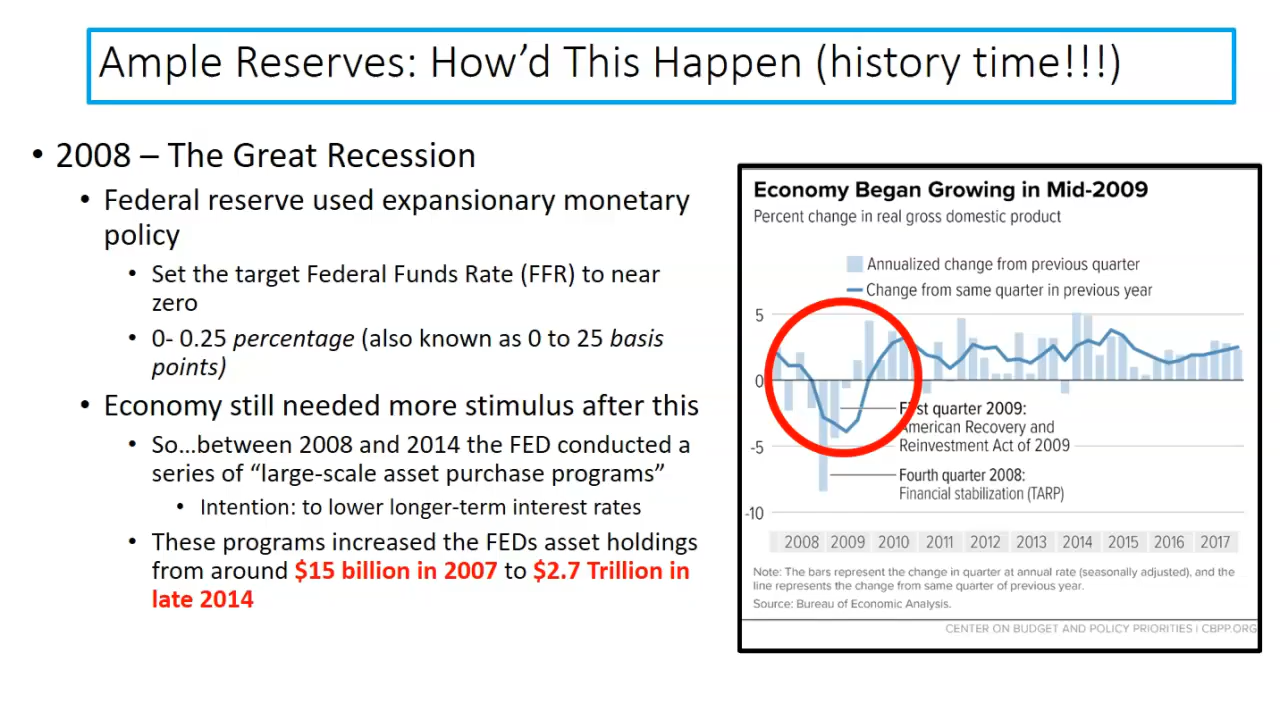 Ample Reserves: How’d This Happen (history time!!!)
• 2008 – The Great Recession
• Federal reserve used expansionary monetary
policy
• Set the target Federal Funds Rate (FFR) to near
zero
• 0- 0.25 percentage (also known as 0 to 25 basis
points)
• Economy still needed more stimulus after this
• So…between 2008 and 2014 the FED conducted a
series of “large-scale asset purchase programs”
• Intention: to lower longer-term interest rates
• These programs increased the FEDs asset holdings
from around $15 billion in 2007 to $2.7 Trillion in
late 2014
Economy Began Growing in Mid-2009
Percent change in real gross domestic product
Annualized change from previous quarter
Change from same quarter in previous year
5
0
First quarter 2009:
American Recovery and
Reinvestment Act of 2009
-5
Fourth quarter 2008:
Financial stabilization (TARP)
-10
2008 2009 2010 2011 2012 2013 2014 2015 2016 2017
Note: The bars represent the change in quarter at annual rate (seasonally adjusted), and the
line represents the change from same quarter of previous year.
Source: Bureau of Economic Analysis.
CENTER ON BUDGET AND POLICY PRIORITIES I CBPP.ORG